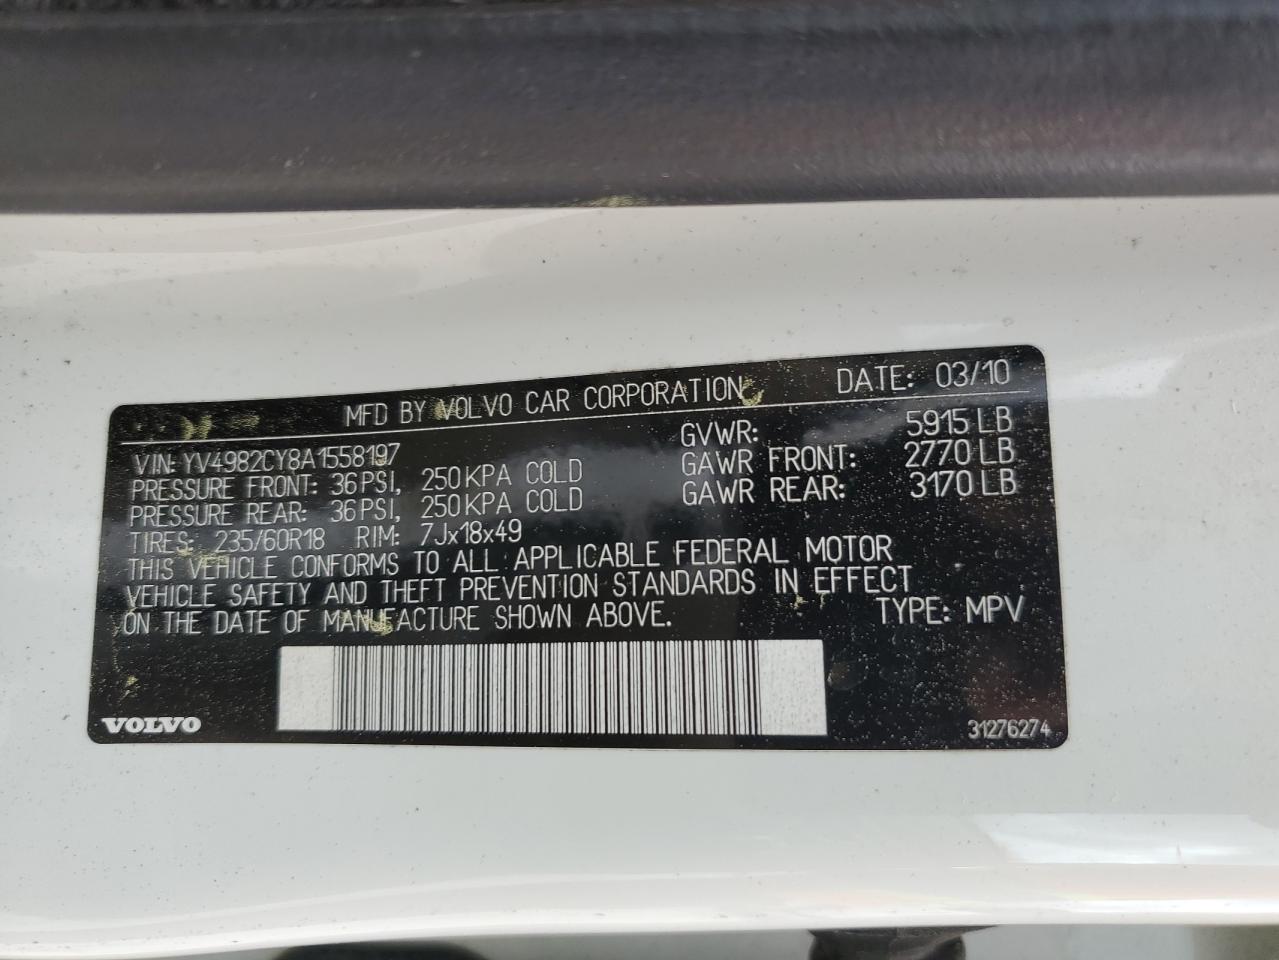 MFD BY VOLVO CAR CORPORATION DATE: 03/10
VIN: YV4982CY8A1558197
PRESSURE FRONT: 36 PSI, 250 KPA COLD
PRESSURE REAR: 36 PSI, 250 KPA COLD
TIRES: 235/60R18 RIM: 7Jx18x49
GVWR: 5915 LB
GAWR FRONT: 2770 LB
GAWR REAR: 3170 LB
THIS VEHICLE CONFORMS TO ALL APPLICABLE FEDERAL MOTOR
VEHICLE SAFETY AND THEFT PREVENTION STANDARDS IN EFFECT
ON THE DATE OF MANUFACTURE SHOWN ABOVE. TYPE: MPV
VOLVO
31276274